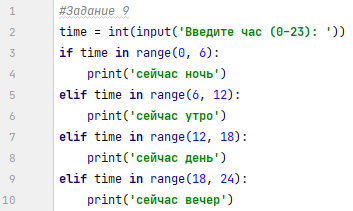 1 #Задание 9
2 time = int(input('Введите час (0-23): '))
3 if time in range(0, 6):
4     print('сейчас ночь')
5 elif time in range(6, 12):
6     print('сейчас утро')
7 elif time in range(12, 18):
8     print('сейчас день')
9 elif time in range(18, 24):
10     print('сейчас вечер')